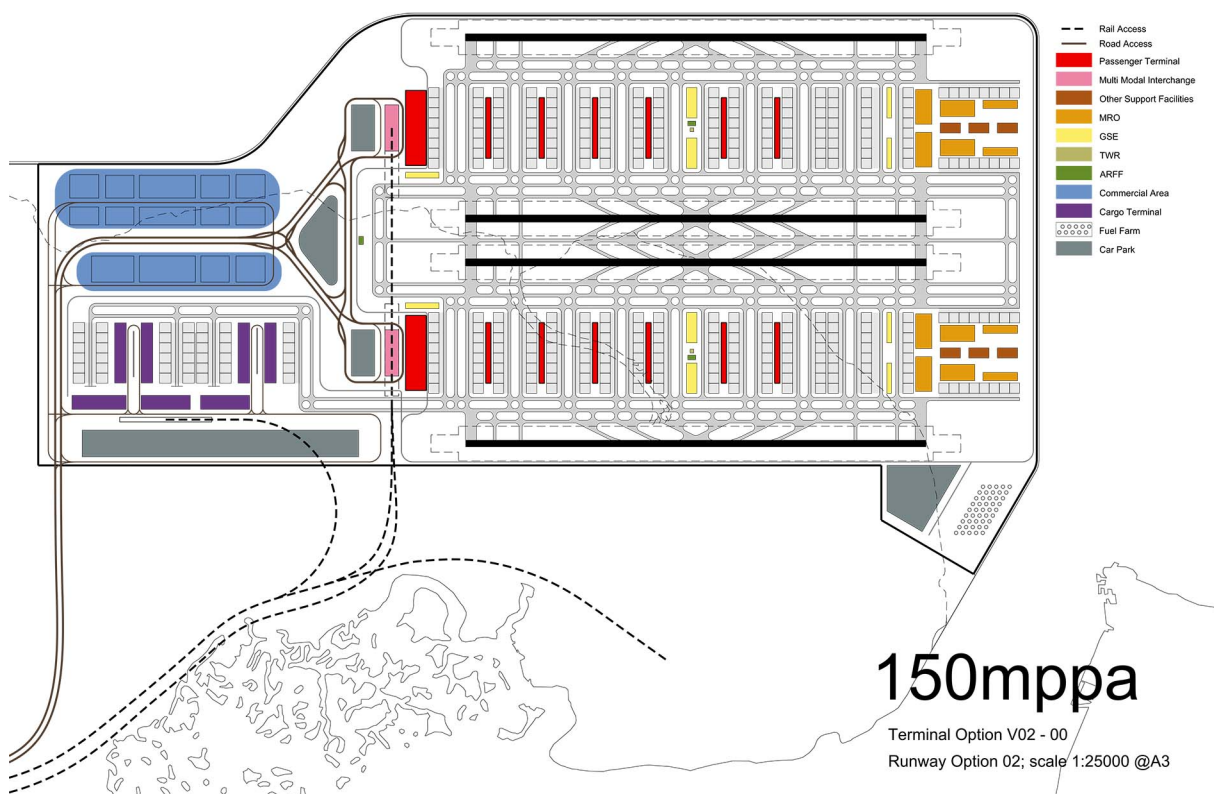 Rail Access
Road Access
Passenger Terminal
Multi Modal Interchange
Other Support Facilities
MRO
GSE
TWR
ARFF
Commercial Area
Cargo Terminal
Fuel Farm
Car Park
150mppa
Terminal Option V02 - 00
Runway Option 02; scale 1:25000 @A3